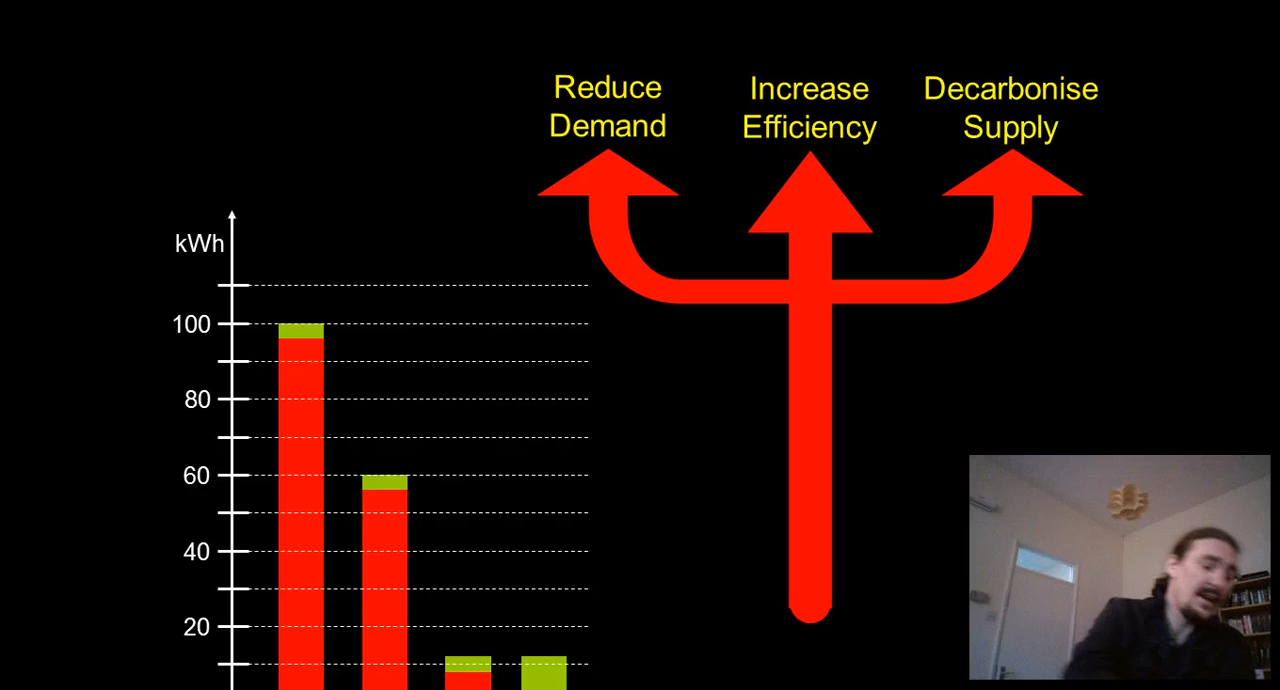 Reduce
Demand
Increase
Efficiency
Decarbonise
Supply
kWh
100
80
60
40
20